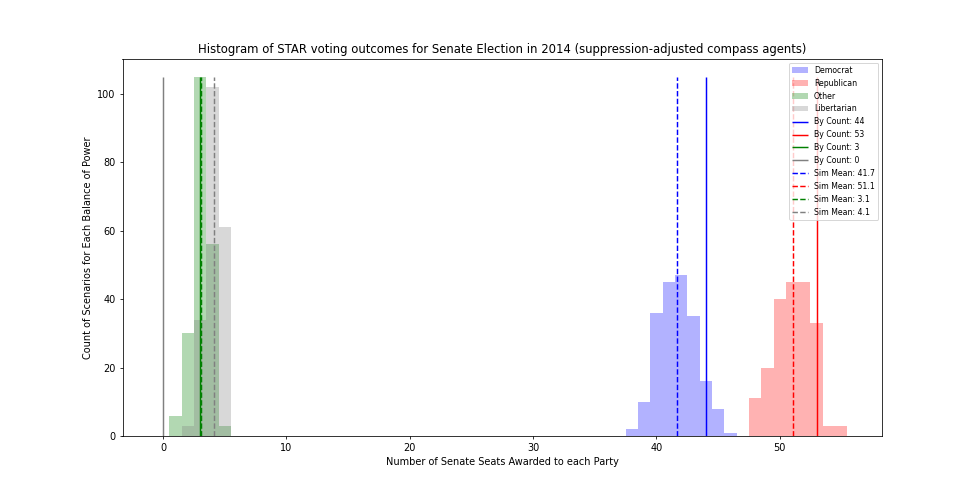 Histogram of STAR voting outcomes for Senate Election in 2014 (suppression-adjusted compass agents)
Democrat
Republican
Other
Libertarian
By Count: 44
By Count: 53
By Count: 3
By Count: 0
Sim Mean: 41.7
Sim Mean: 51.1
Sim Mean: 3.1
Sim Mean: 4.1
Count of Scenarios for Each Balance of Power
100
80
60
40
20
0
0 10 20 30 40 50
Number of Senate Seats Awarded to each Party